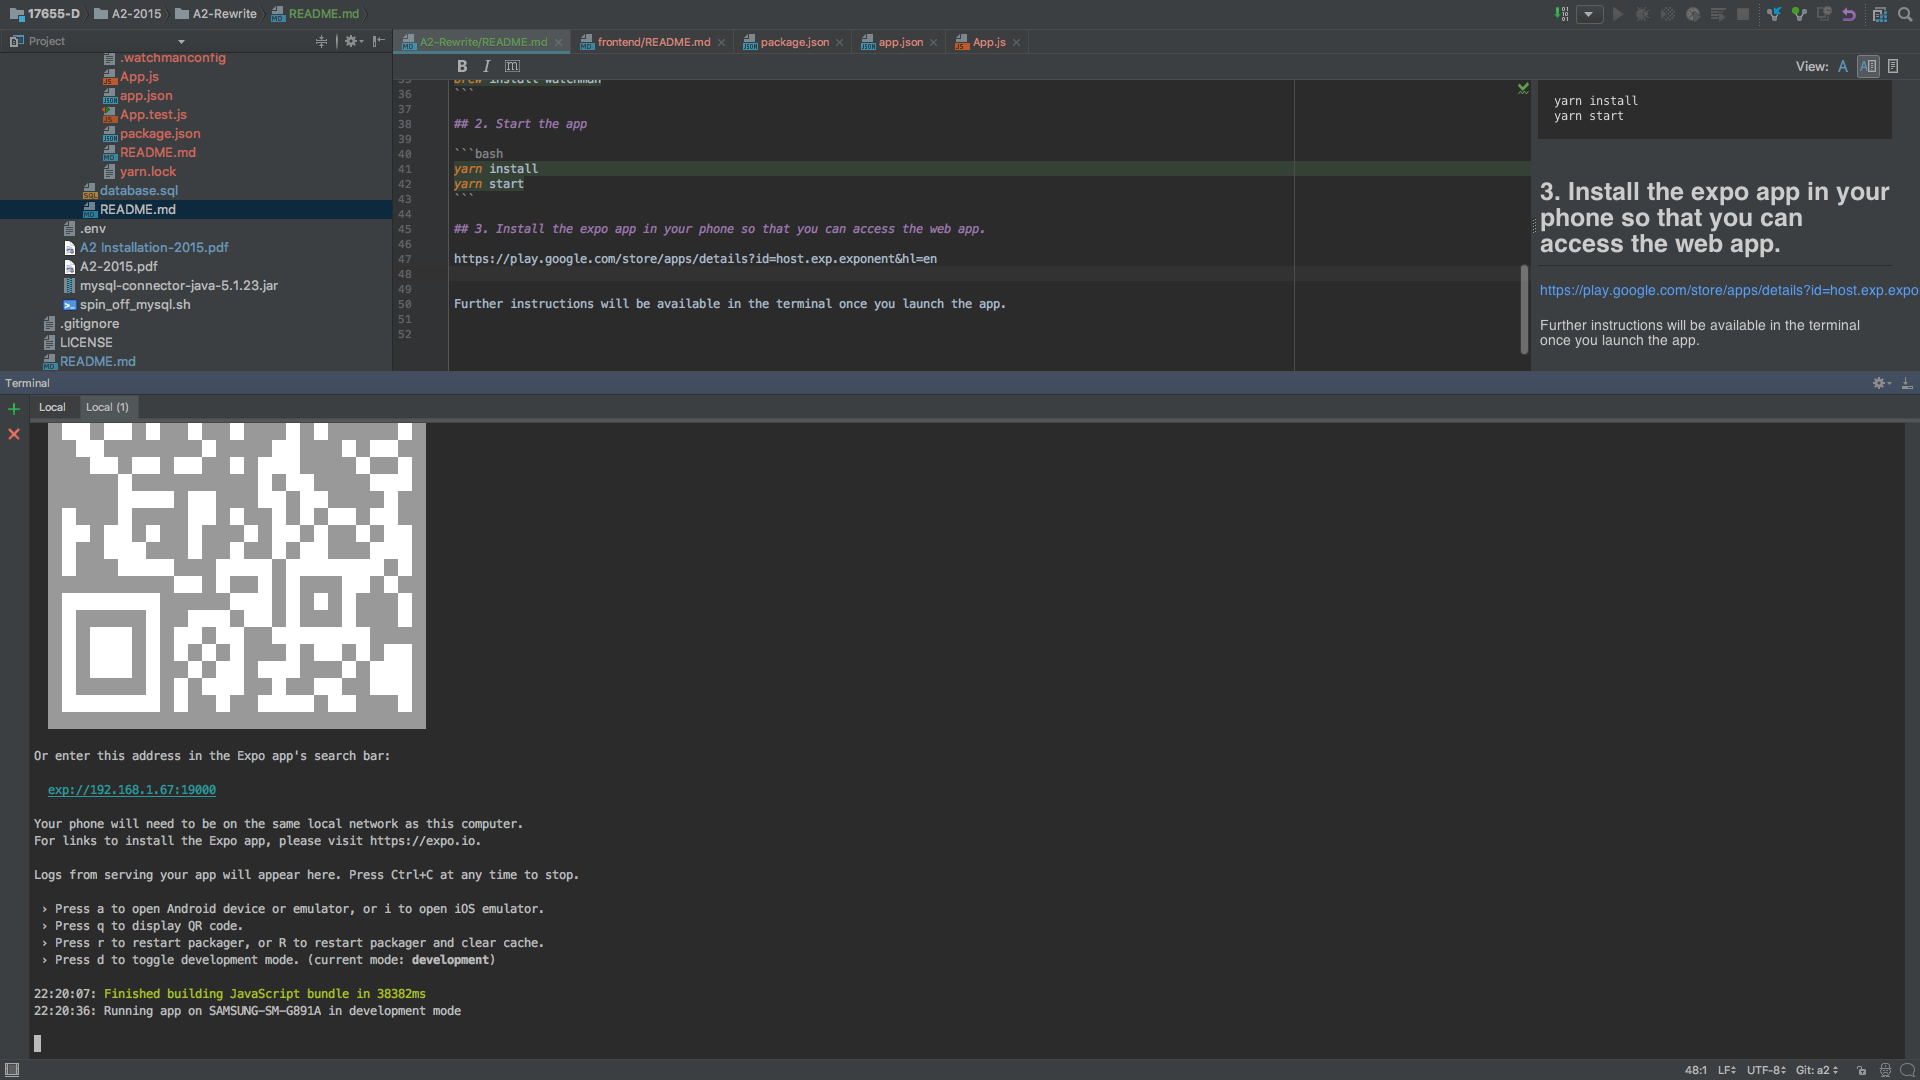 17655-D A2-2015 A2-Rewrite README.md
Project
.watchmanconfig
App.js
app.json
App.test.js
package.json
README.md
yarn.lock
database.sql
README.md
.env
A2 Installation-2015.pdf
A2-2015.pdf
mysql-connector-java-5.1.23.jar
spin_off_mysql.sh
.gitignore
LICENSE
README.md
A2-Rewrite/README.md frontend/README.md package.json app.json App.js
B I m
View: A A
35 brew install watchman
36 ```
37
38 ## 2. Start the app
39
40 ```bash
41 yarn install
42 yarn start
43 ```
44
45 ## 3. Install the expo app in your phone so that you can access the web app.
46
47 https://play.google.com/store/apps/details?id=host.exp.exponent&hl=en
48
49
50 Further instructions will be available in the terminal once you launch the app.
51
52
yarn install
yarn start
3. Install the expo app in your
phone so that you can
access the web app.
https://play.google.com/store/apps/details?id=host.exp.expo
Further instructions will be available in the terminal
once you launch the app.
Terminal
Local Local (1)
Or enter this address in the Expo app's search bar:
exp://192.168.1.67:19000
Your phone will need to be on the same local network as this computer.
For links to install the Expo app, please visit https://expo.io.
Logs from serving your app will appear here. Press Ctrl+C at any time to stop.
› Press a to open Android device or emulator, or i to open iOS emulator.
› Press q to display QR code.
› Press r to restart packager, or R to restart packager and clear cache.
› Press d to toggle development mode. (current mode: development)
22:20:07: Finished building JavaScript bundle in 38382ms
22:20:36: Running app on SAMSUNG-SM-G891A in development mode
48:1 LF UTF-8 Git: a2